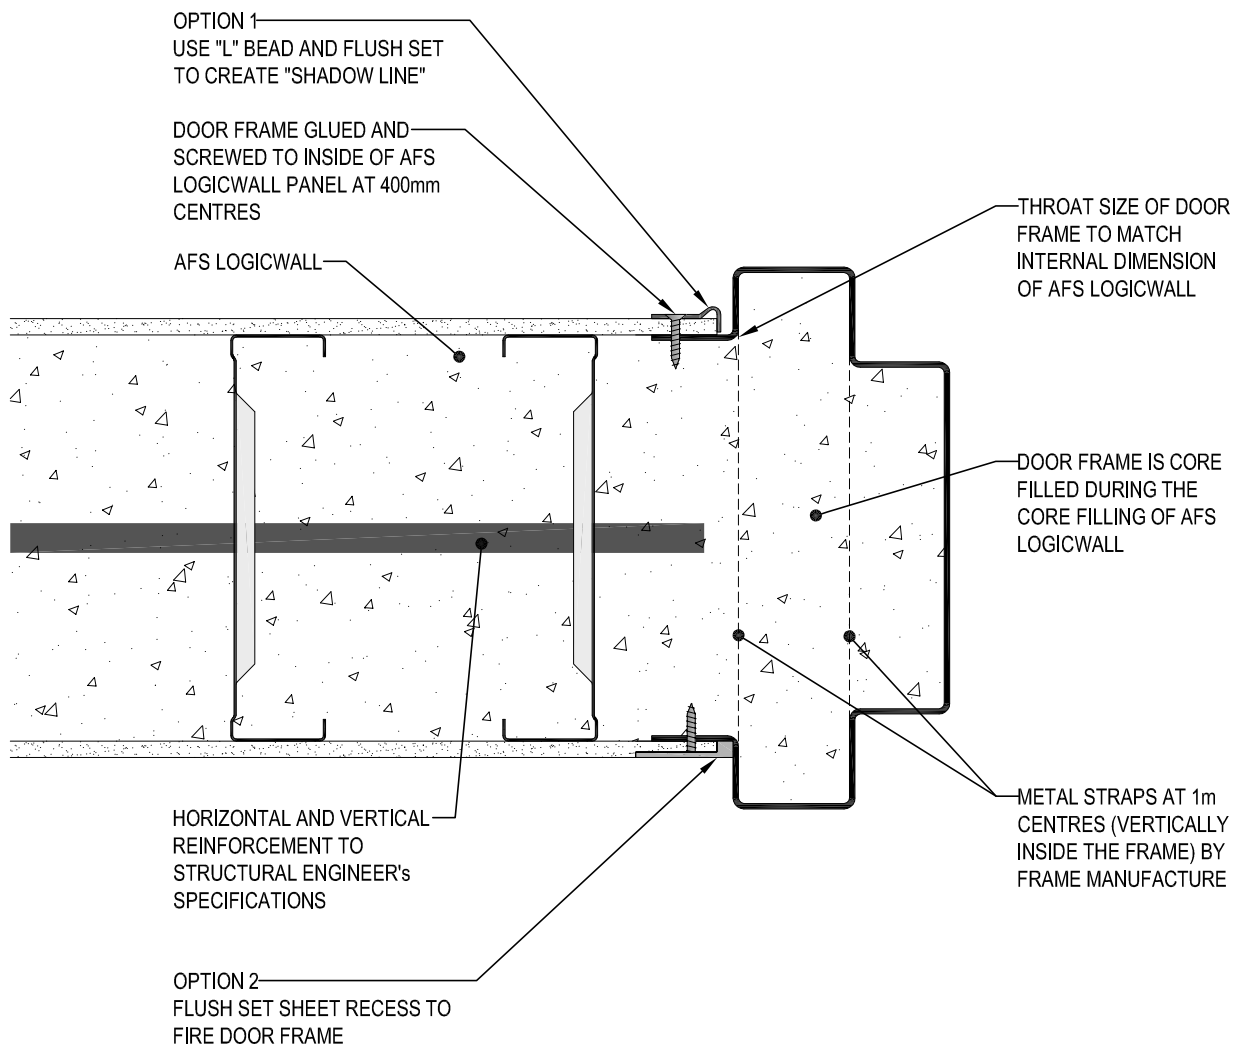 OPTION 1
USE "L" BEAD AND FLUSH SET
TO CREATE "SHADOW LINE"
DOOR FRAME GLUED AND
SCREWED TO INSIDE OF AFS
LOGICWALL PANEL AT 400mm
CENTRES
AFS LOGICWALL
THROAT SIZE OF DOOR
FRAME TO MATCH
INTERNAL DIMENSION
OF AFS LOGICWALL
DOOR FRAME IS CORE
FILLED DURING THE
CORE FILLING OF AFS
LOGICWALL
METAL STRAPS AT 1m
CENTRES (VERTICALLY
INSIDE THE FRAME) BY
FRAME MANUFACTURE
HORIZONTAL AND VERTICAL
REINFORCEMENT TO
STRUCTURAL ENGINEER's
SPECIFICATIONS
OPTION 2
FLUSH SET SHEET RECESS TO
FIRE DOOR FRAME